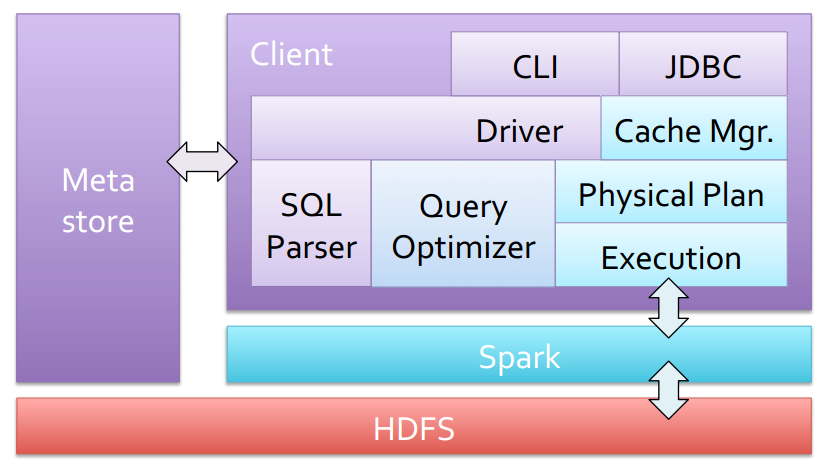 Client
CLI
JDBC
Driver
Cache Mgr.
Meta
store
SQL
Parser
Query
Optimizer
Physical Plan
Execution
Spark
HDFS